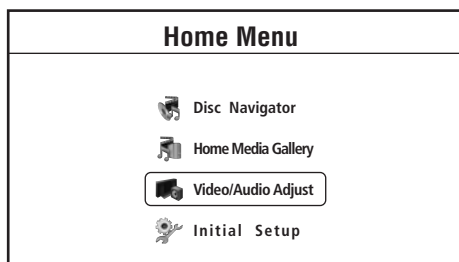 Home Menu
Disc Navigator
Home Media Gallery
Video/Audio Adjust
Initial Setup